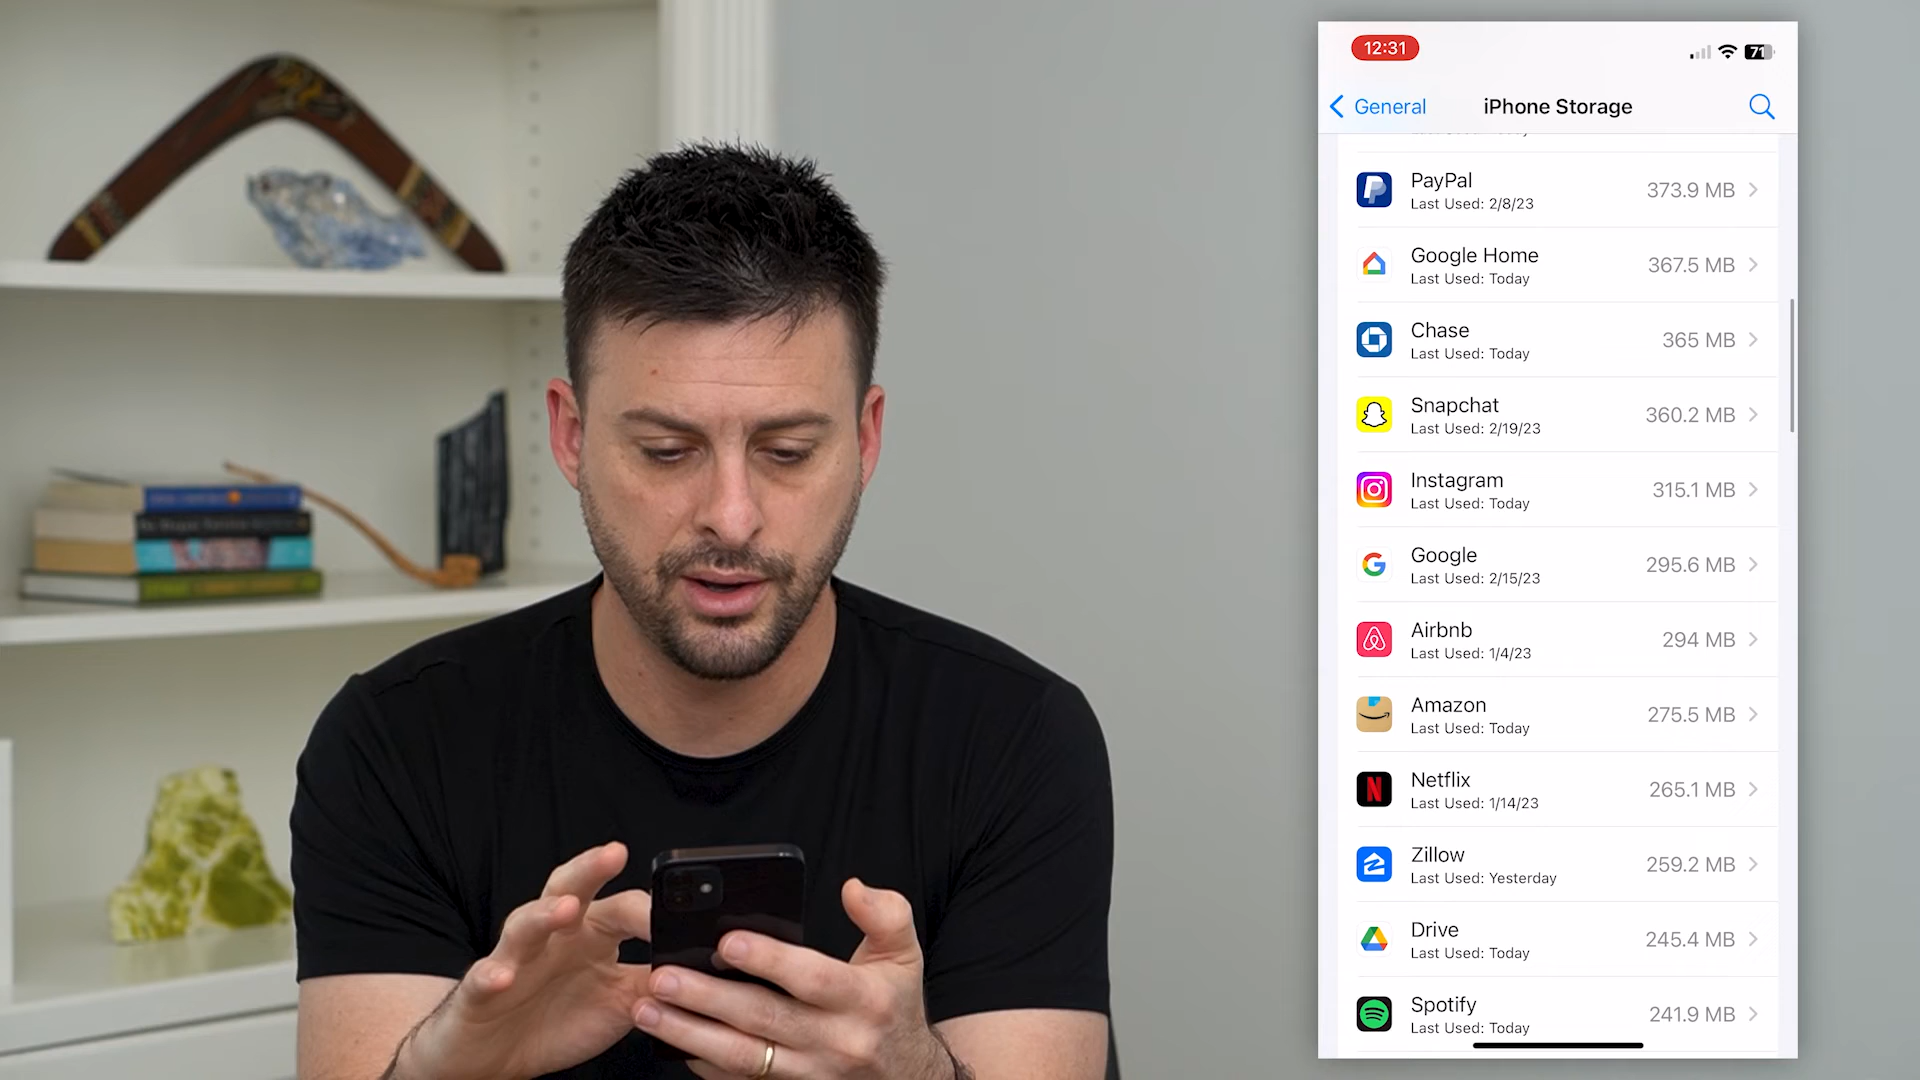 12:31
71
General
iPhone Storage
PayPal
373.9 MB
Last Used: 2/8/23
Google Home
367.5 MB
Last Used: Today
Chase
365 MB
Last Used: Today
Snapchat
360.2 MB
Last Used: 2/19/23
Instagram
315.1 MB
Last Used: Today
Google
295.6 MB
Last Used: 2/15/23
Airbnb
294 MB
Last Used: 1/4/23
Amazon
275.5 MB
Last Used: Today
Netflix
265.1 MB
Last Used: 1/14/23
Zillow
259.2 MB
Last Used: Yesterday
Drive
245.4 MB
Last Used: Today
Spotify
241.9 MB
Last Used: Today